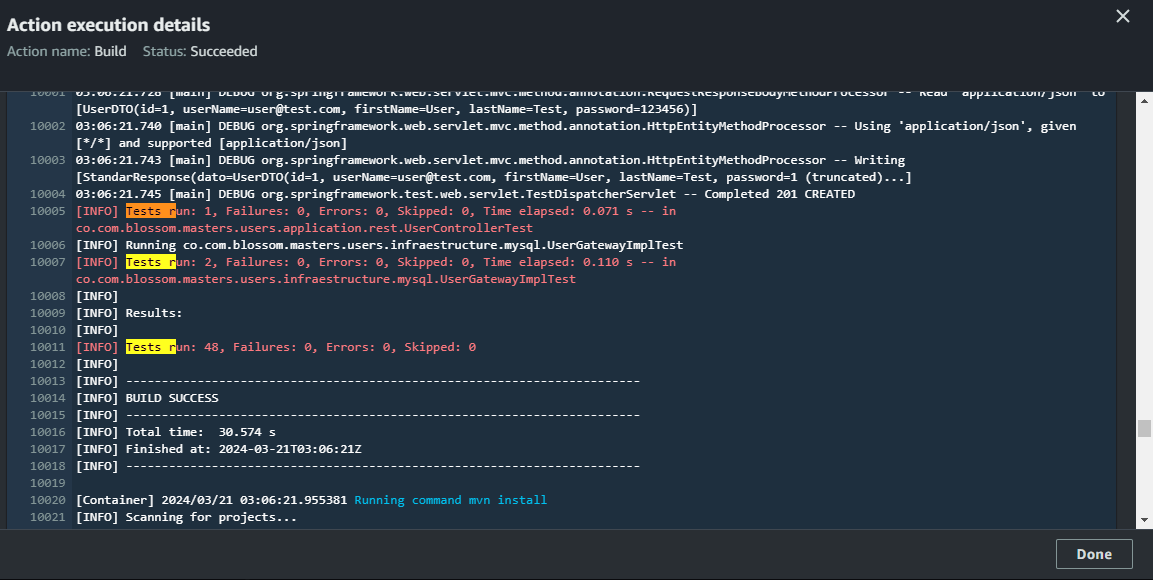 Action execution details
Action name: Build Status: Succeeded
10001 03:06:21.728 [main] DEBUG org.springframework.web.servlet.mvc.method.annotation.RequestResponseBodyMethodProcessor -- Read "application/json" to
[UserDTO(id=1, userName=user@test.com, firstName=User, lastName=Test, password=123456)]
10002 03:06:21.740 [main] DEBUG org.springframework.web.servlet.mvc.method.annotation.HttpEntityMethodProcessor -- Using 'application/json', given
[*/*] and supported [application/json]
10003 03:06:21.743 [main] DEBUG org.springframework.web.servlet.mvc.method.annotation.HttpEntityMethodProcessor -- Writing
[StandarResponse(dato=UserDTO(id=1, userName=user@test.com, firstName=User, lastName=Test, password=1 (truncated)...]
10004 03:06:21.745 [main] DEBUG org.springframework.test.web.servlet.TestDispatcherServlet -- Completed 201 CREATED
10005 [INFO] Tests run: 1, Failures: 0, Errors: 0, Skipped: 0, Time elapsed: 0.071 s -- in
co.com.blossom.masters.users.application.rest.UserControllerTest
10006 [INFO] Running co.com.blossom.masters.users.infraestructure.mysql.UserGatewayImplTest
10007 [INFO] Tests run: 2, Failures: 0, Errors: 0, Skipped: 0, Time elapsed: 0.110 s -- in
co.com.blossom.masters.users.infraestructure.mysql.UserGatewayImplTest
10008 [INFO]
10009 [INFO] Results:
10010 [INFO]
10011 [INFO] Tests run: 48, Failures: 0, Errors: 0, Skipped: 0
10012 [INFO]
10013 [INFO] ------------------------------------------------------------------------
10014 [INFO] BUILD SUCCESS
10015 [INFO] ------------------------------------------------------------------------
10016 [INFO] Total time:  30.574 s
10017 [INFO] Finished at: 2024-03-21T03:06:21Z
10018 [INFO] ------------------------------------------------------------------------
10019
10020 [Container] 2024/03/21 03:06:21.955381 Running command mvn install
10021 [INFO] Scanning for projects...
Done